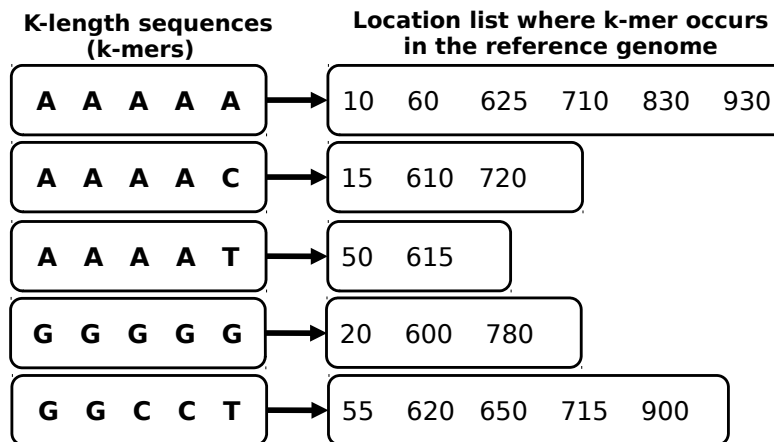 K-length sequences
(k-mers)
Location list where k-mer occurs
in the reference genome
A A A A A 10 60 625 710 830 930
A A A A C 15 610 720
A A A A T 50 615
G G G G G 20 600 780
G G C C T 55 620 650 715 900